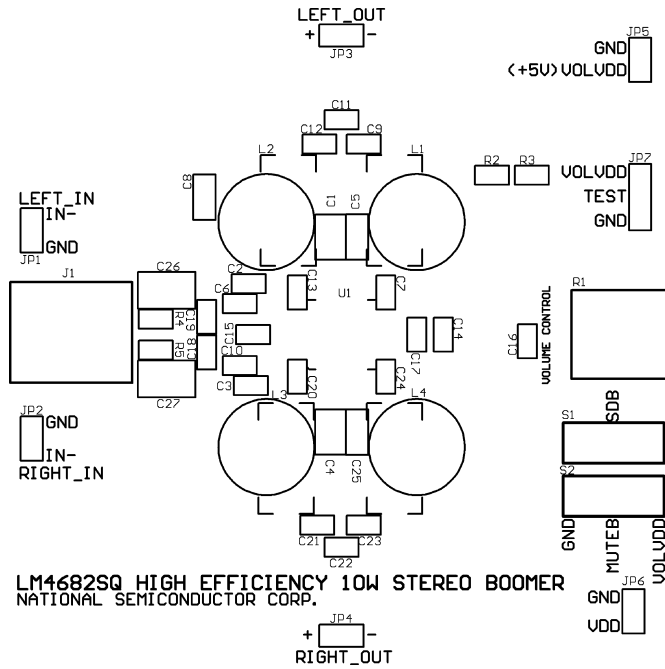 LEFT_OUT
+ -
JP3
JP5
GND
(+5V)VOLVDD
C11
C12 C9
L2 L1
R2 R3
JP7
VOLVDD
TEST
GND
C8
C1 C5
LEFT_IN
IN-
GND
JP1
J1
C26
C2
C6
C13
U1
C7
R1
R4
C19
C15
C14
C17
C16
VOLUME CONTROL
R5
C18
C10
C3
C20
C24
C27
L3 L4
SDB
S1
JP2
GND
IN-
RIGHT_IN
C4 C25
S2
C21 C23
C22
GND
MUTEB
VOLVDD
LM4682SQ HIGH EFFICIENCY 10W STEREO BOOMER
NATIONAL SEMICONDUCTOR CORP.
JP6
GND
VDD
JP4
+ -
RIGHT_OUT